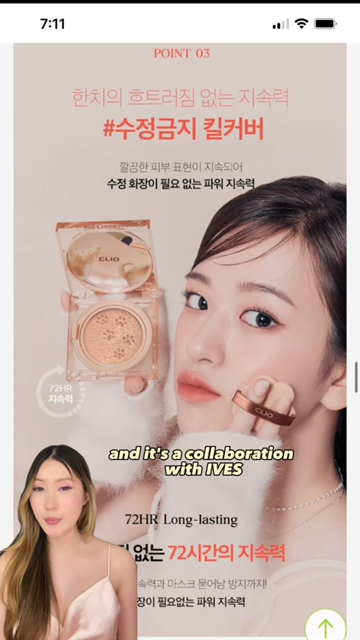 7:11
POINT 03
한치의 흐트러짐 없는 지속력
#수정금지 킬커버
깔끔한 피부 표현이 지속되어
수정 화장이 필요 없는 파워 지속력
CLIO
72HR
지속력
CLIO
and it's a collaboration
with IVES
72HR Long-lasting
없는 72시간의 지속력
속력과 마스크 묻어남 방지까지!
장이 필요없는 파워 지속력